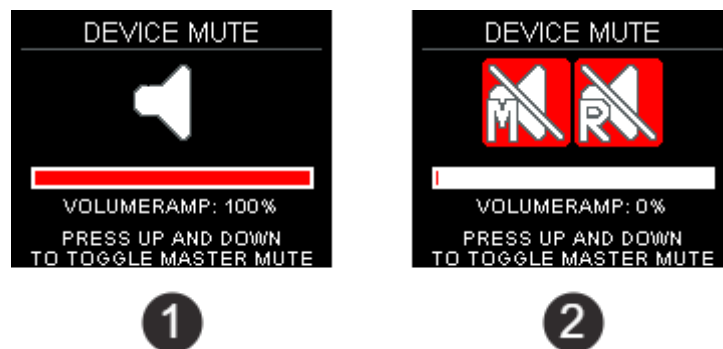 DEVICE MUTE
VOLUMERAMP: 100%
PRESS UP AND DOWN
TO TOGGLE MASTER MUTE
1
DEVICE MUTE
M R
VOLUMERAMP: 0%
PRESS UP AND DOWN
TO TOGGLE MASTER MUTE
2